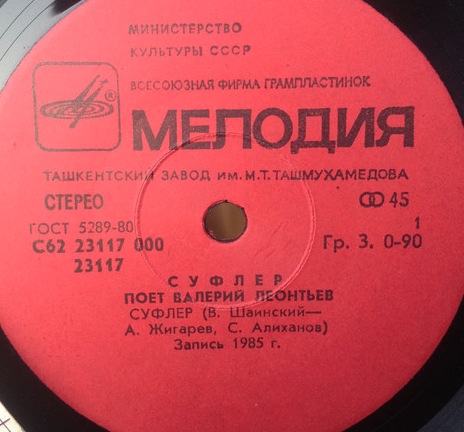 МИНИСТЕРСТВО
КУЛЬТУРЫ СССР
ВСЕСОЮЗНАЯ ФИРМА ГРАМПЛАСТИНОК
® МЕЛОДИЯ
ТАШКЕНТСКИЙ ЗАВОД ИМ. М.Т. ТАШМУХАМЕДОВА
СТЕРЕО 45
ГОСТ 5289-80 1
С62 23117 000 Гр. 3. 0-90
23117
СУФЛЕР
ПОЕТ ВАЛЕРИЙ ЛЕОНТЬЕВ
СУФЛЕР (В. Шаинский—
А. Жигарев, С. Алиханов)
Запись 1985 г.